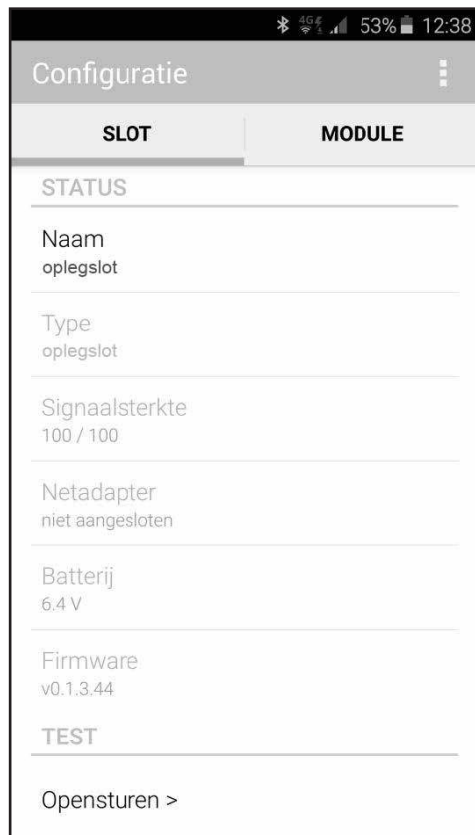 4G 53% 12:38
Configuratie
SLOT MODULE
STATUS
Naam
oplegslot
Type
oplegslot
Signaalsterkte
100 / 100
Netadapter
niet aangesloten
Batterij
6.4 V
Firmware
v0.1.3.44
TEST
Opensturen >